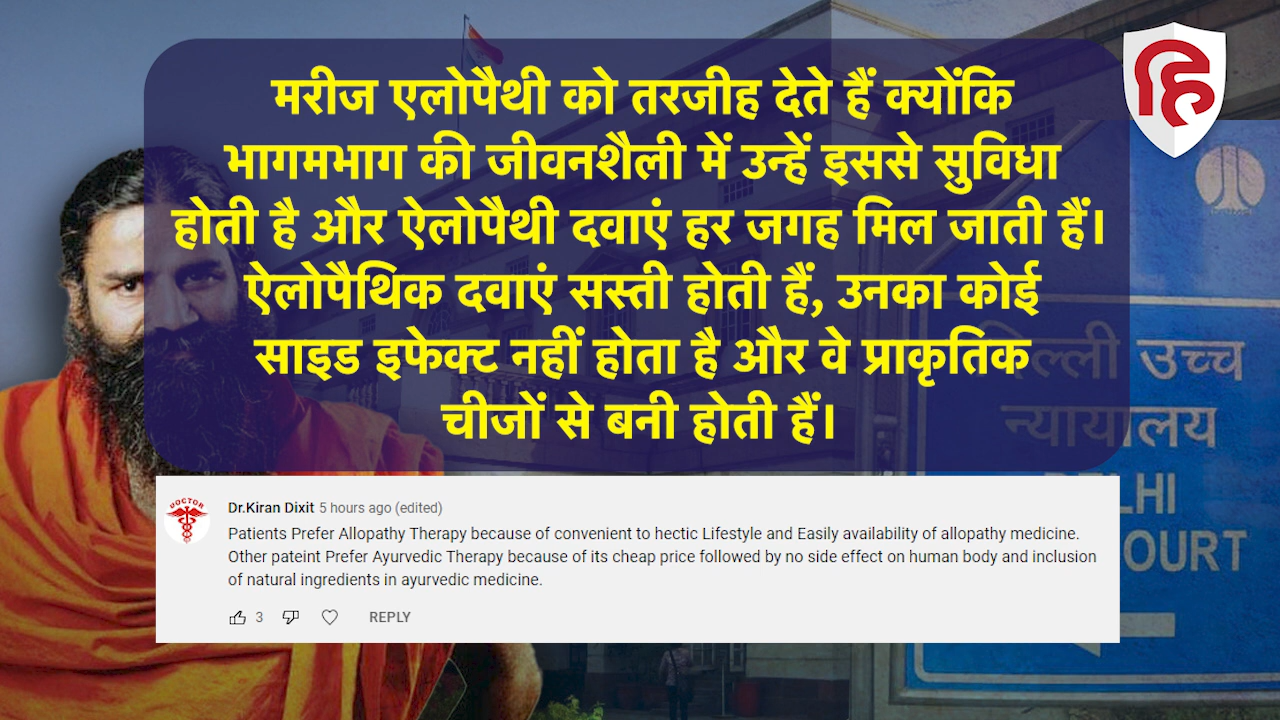 मरीज एलोपैथी को तरजीह देते हैं क्योंकि
भागमभाग की जीवनशैली में उन्हें इससे सुविधा
होती है और ऐलोपैथी दवाएं हर जगह मिल जाती हैं।
ऐलोपैथिक दवाएं सस्ती होती हैं, उनका कोई
साइड इफेक्ट नहीं होता है और वे प्राकृतिक
चीजों से बनी होती हैं।
हि
दिल्ली उच्च
न्यायालय
LHI
OURT
DOCTOR
Dr.Kiran Dixit 5 hours ago (edited)
Patients Prefer Allopathy Therapy because of convenient to hectic Lifestyle and Easily availability of allopathy medicine.
Other pateint Prefer Ayurvedic Therapy because of its cheap price followed by no side effect on human body and inclusion
of natural ingredients in ayurvedic medicine.
3 REPLY